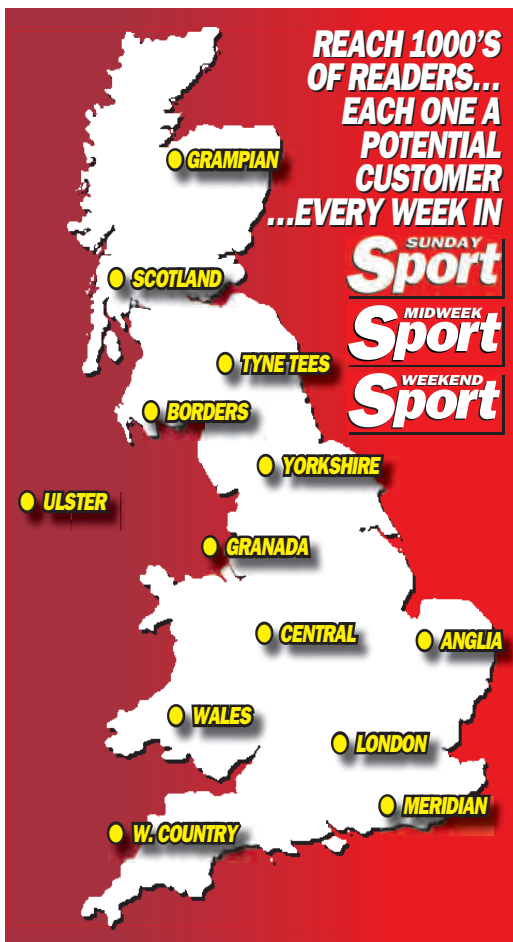 REACH 1000'S
OF READERS...
EACH ONE A
POTENTIAL
CUSTOMER
...EVERY WEEK IN
SUNDAY
Sport
MIDWEEK
Sport
WEEKEND
Sport
GRAMPIAN
SCOTLAND
TYNE TEES
BORDERS
YORKSHIRE
ULSTER
GRANADA
CENTRAL
ANGLIA
WALES
LONDON
MERIDIAN
W. COUNTRY